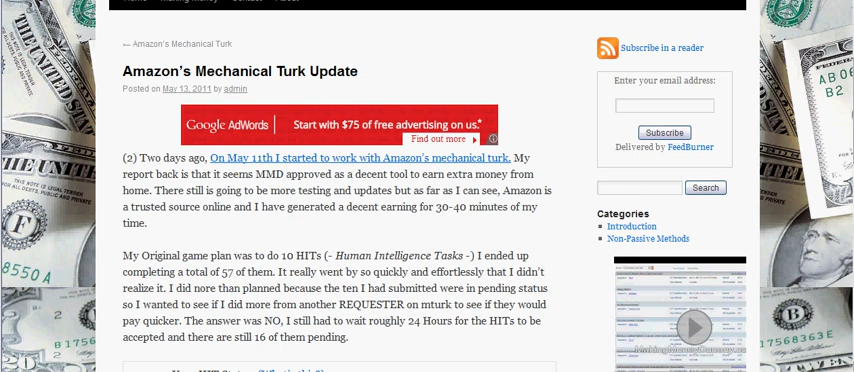 ← Amazon's Mechanical Turk
Amazon's Mechanical Turk Update
Posted on May 13, 2011 by admin
Google AdWords | Start with $75 of free advertising on us.*
Find out more
(2) Two days ago, On May 11th I started to work with Amazon's mechanical turk. My
report back is that it seems MMD approved as a decent tool to earn extra money from
home. There still is going to be more testing and updates but as far as I can see, Amazon is
a trusted source online and I have generated a decent earning for 30-40 minutes of my
time.
My Original game plan was to do 10 HITs (- Human Intelligence Tasks -) I ended up
completing a total of 57 of them. It really went by so quickly and effortlessly that I didn't
realize it. I did nore than planned because the ten I had submitted were in pending status
so I wanted to see if I did more from another REQUESTER on mturk to see if they would
pay quicker. The answer was NO, I still had to wait roughly 24 Hours for the HITs to be
accepted and there are still 16 of them pending.
Subscribe in a reader
Enter your email address:
Subscribe
Delivered by FeedBurner
Search
Categories
Introduction
Non-Passive Methods